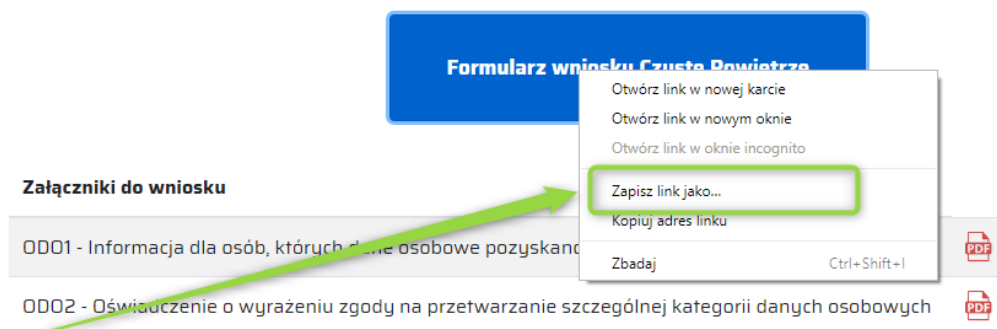 Formularz wniosku Czyste Powietrze
Otwórz link w nowej karcie
Otwórz link w nowym oknie
Otwórz link w oknie incognito
Zapisz link jako...
Kopiuj adres linku
Zbadaj Ctrl+Shift+I
Załączniki do wniosku
ODO1 - Informacja dla osób, których dane osobowe pozyskano
PDF
ODO2 - Oświadczenie o wyrażeniu zgody na przetwarzanie szczególnej kategorii danych osobowych
PDF